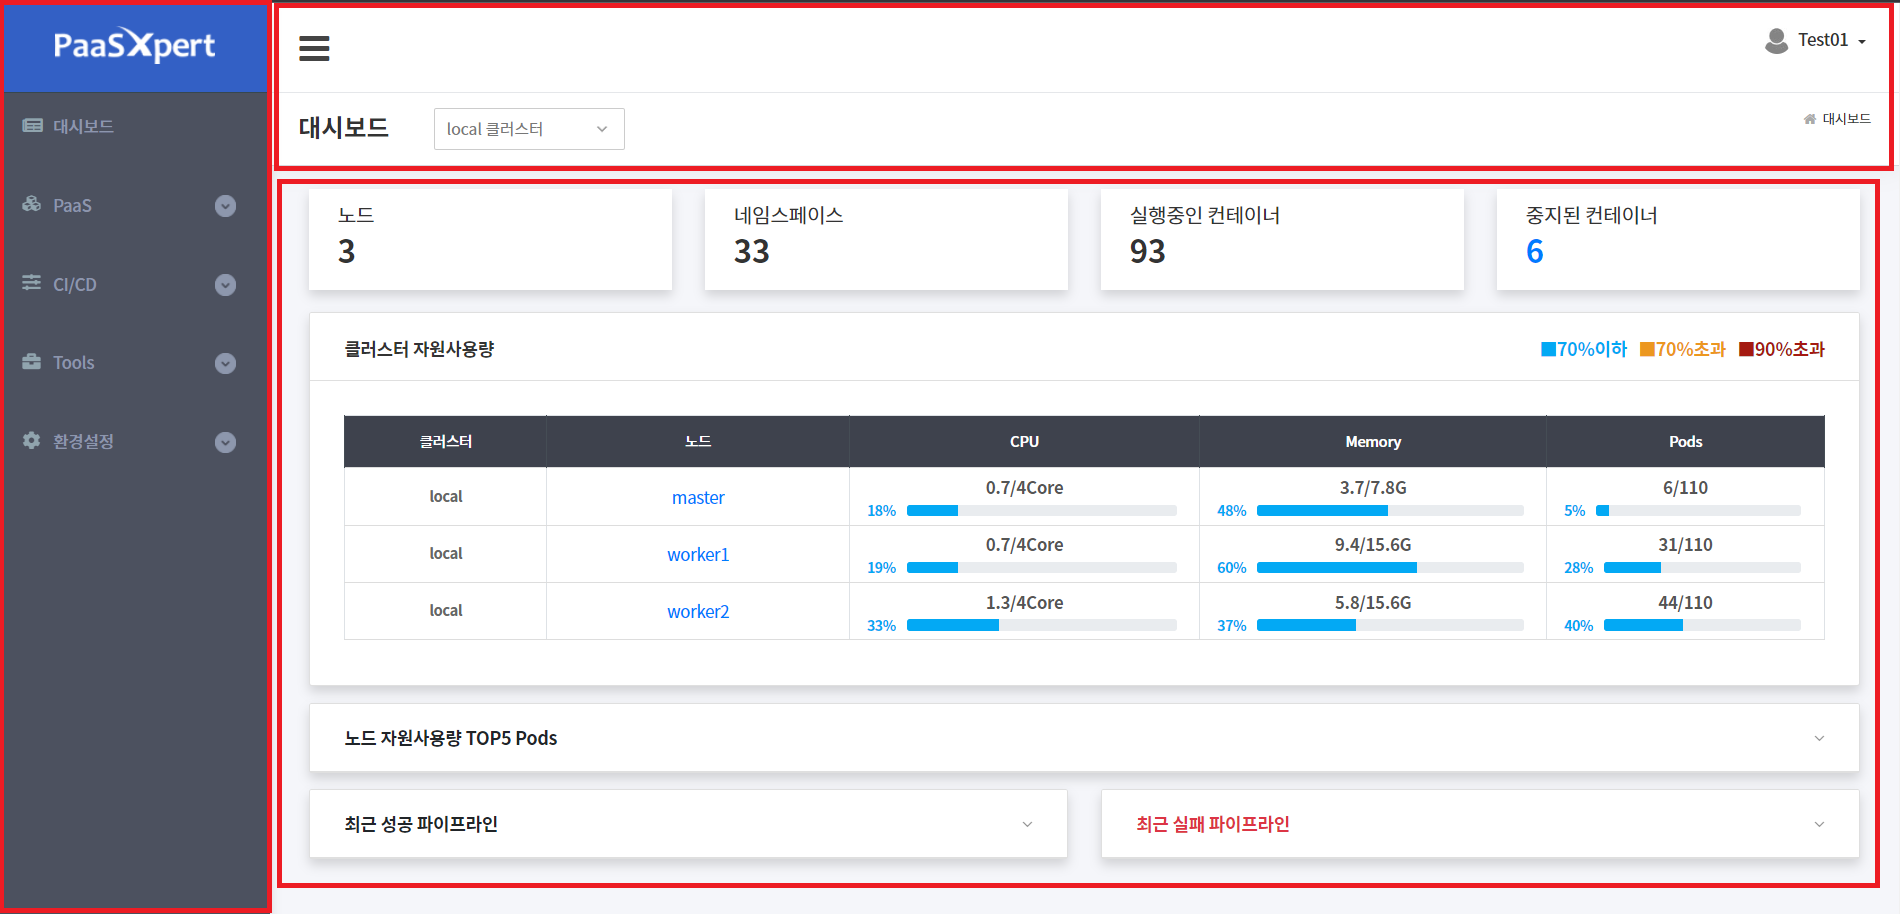 PaaSXpert
대시보드
PaaS
CI/CD
Tools
환경설정
Test01
대시보드
local 클러스터
대시보드
노드
3
네임스페이스
33
실행중인 컨테이너
93
중지된 컨테이너
6
클러스터 자원사용량
■70%이하 ■70%초과 ■90%초과
클러스터 노드 CPU Memory Pods
local master 0.7/4Core 3.7/7.8G 6/110
18% 48% 5%
local worker1 0.7/4Core 9.4/15.6G 31/110
19% 60% 28%
local worker2 1.3/4Core 5.8/15.6G 44/110
33% 37% 40%
노드 자원사용량 TOP5 Pods
최근 성공 파이프라인
최근 실패 파이프라인